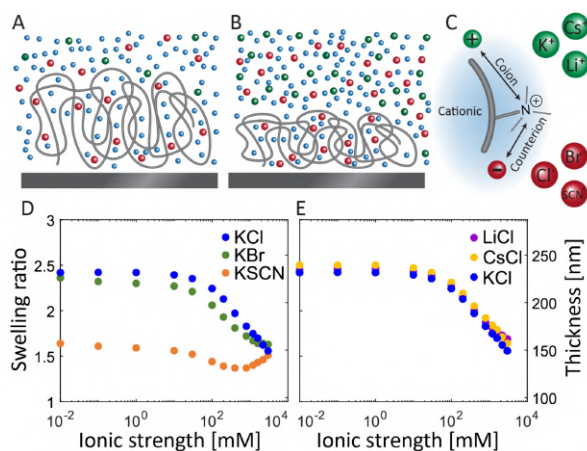 A
B
C
+
Coion
Cationic
N
⊕
Counterion
−
K+
Cs
Li+
Br
Cl
SCN
D
3
2.5
2
1.5
1
Swelling ratio
KCl
KBr
KSCN
10-2 100 102 104
Ionic strength [mM]
E
LiCl
CsCl
KCl
10-2 100 102 104
Ionic strength [mM]
250
200
150
100
Thickness [nm]